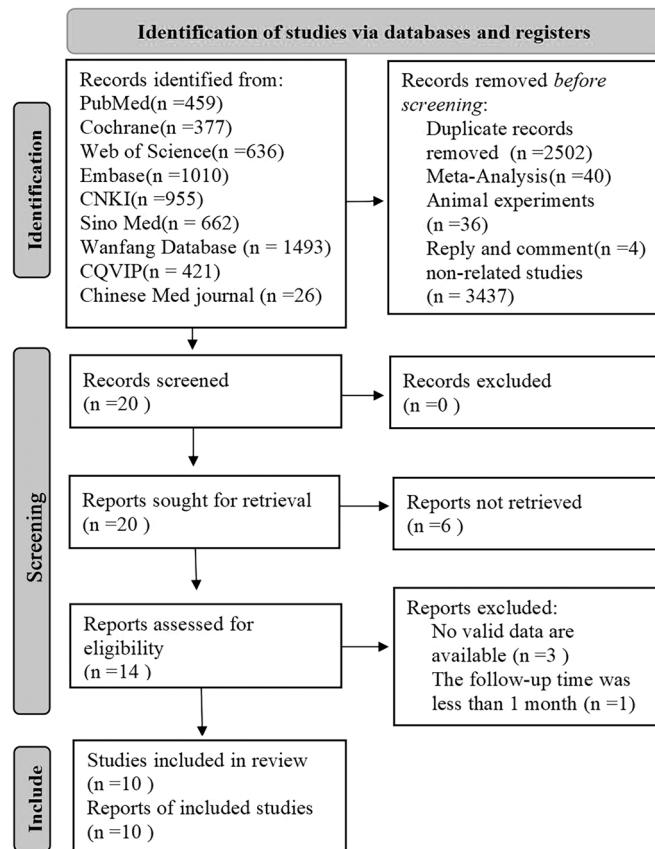 Identification of studies via databases and registers
Identification
Records identified from:
PubMed(n =459)
Cochrane(n =377)
Web of Science(n =636)
Embase(n =1010)
CNKI(n =955)
Sino Med(n = 662)
Wanfang Database (n = 1493)
CQVIP(n = 421)
Chinese Med journal (n =26)
Records removed before
screening:
Duplicate records
removed (n =2502)
Meta-Analysis(n =40)
Animal experiments
(n =36)
Reply and comment(n =4)
non-related studies
(n = 3437)
Screening
Records screened
(n =20 )
Records excluded
(n =0 )
Reports sought for retrieval
(n =20 )
Reports not retrieved
(n =6 )
Reports assessed for
eligibility
(n =14 )
Reports excluded:
No valid data are
available (n =3 )
The follow-up time was
less than 1 month (n =1)
Include
Studies included in review
(n =10 )
Reports of included studies
(n =10 )